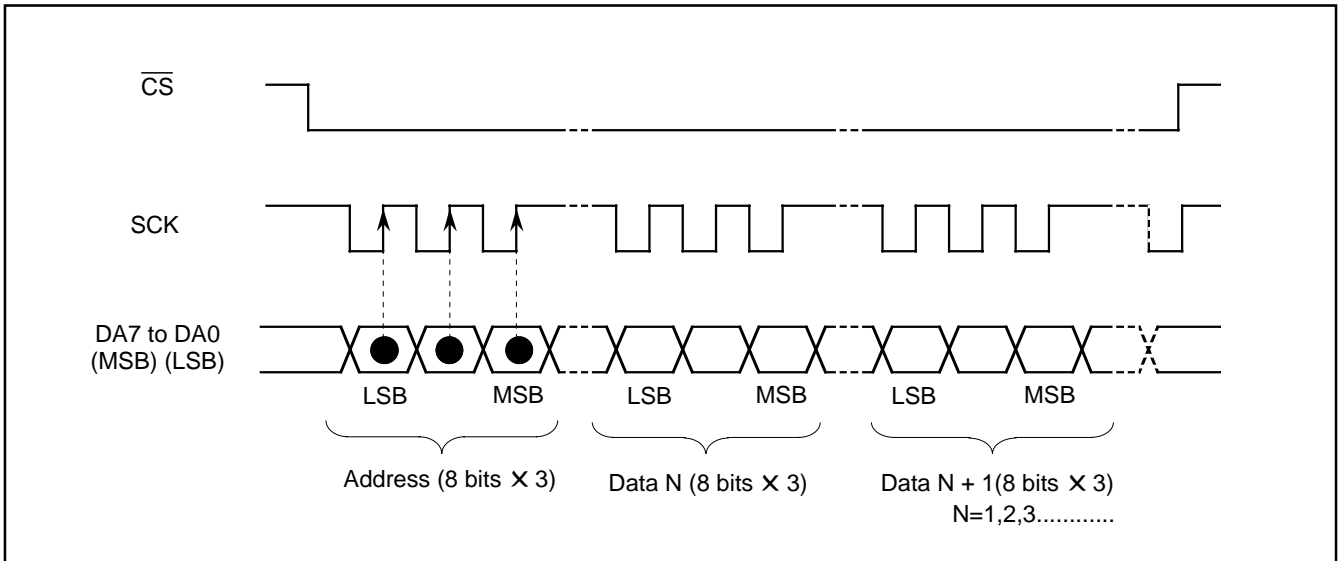 CS
SCK
DA7 to DA0
(MSB) (LSB)
LSB MSB LSB MSB LSB MSB
Address (8 bits × 3) Data N (8 bits × 3) Data N + 1(8 bits × 3)
N=1,2,3............